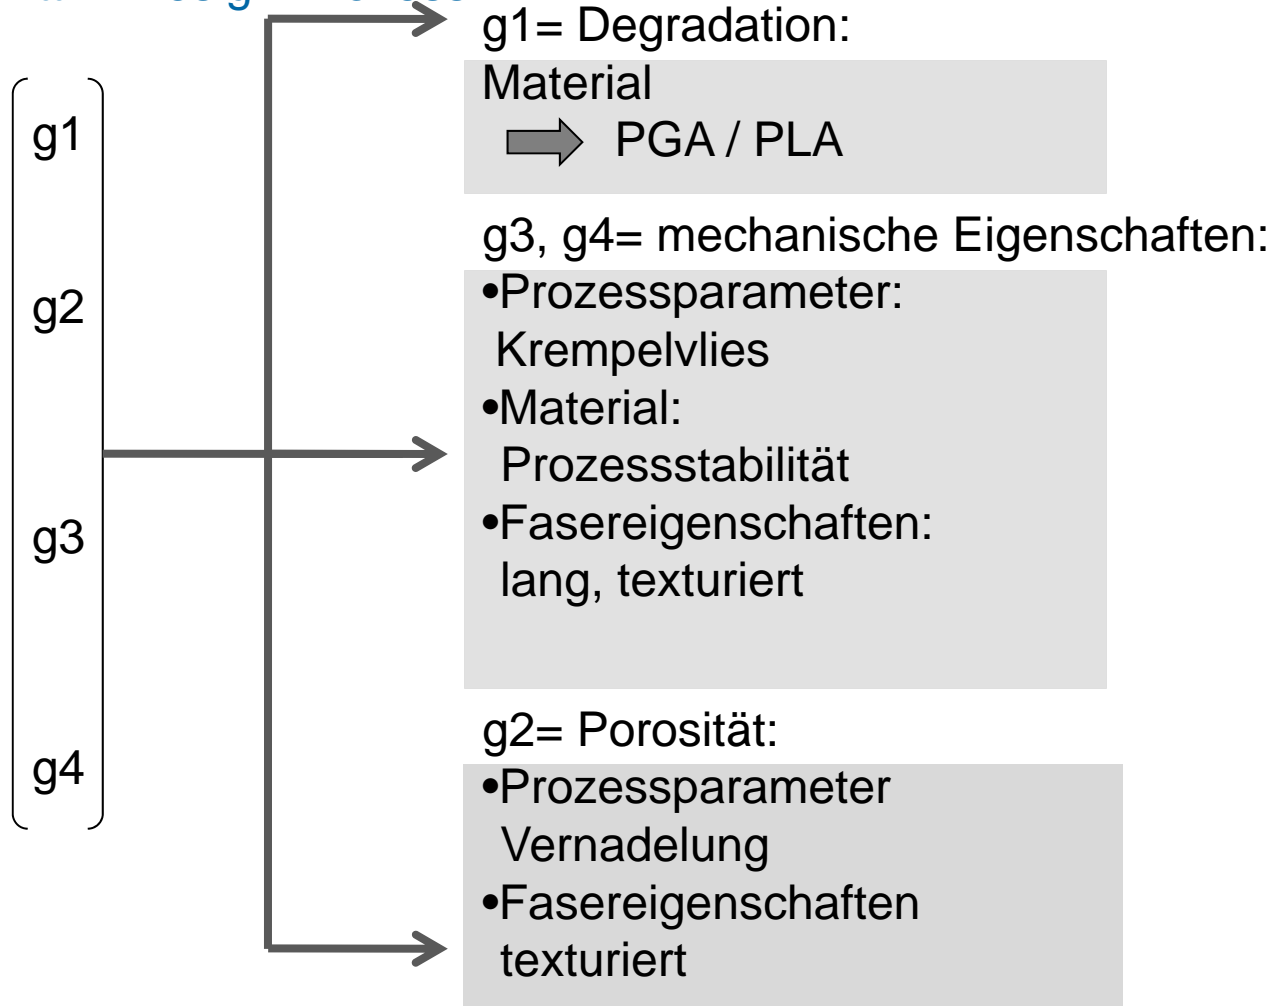 g1
g2
g3
g4
g1= Degradation:
Material
PGA / PLA
g3, g4= mechanische Eigenschaften:
•Prozessparameter:
Krempelvlies
•Material:
Prozessstabilität
•Fasereigenschaften:
lang, texturiert
g2= Porosität:
•Prozessparameter
Vernadelung
•Fasereigenschaften
texturiert